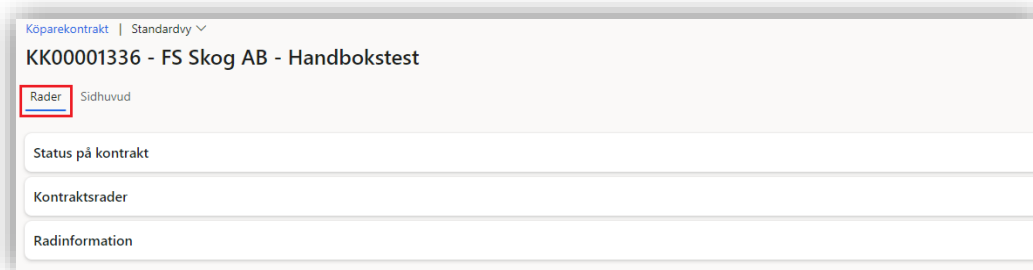 Köparekontrakt | Standardvy
KK00001336 - FS Skog AB - Handbokstest
Rader Sidhuvud
Status på kontrakt
Kontraktsrader
Radinformation